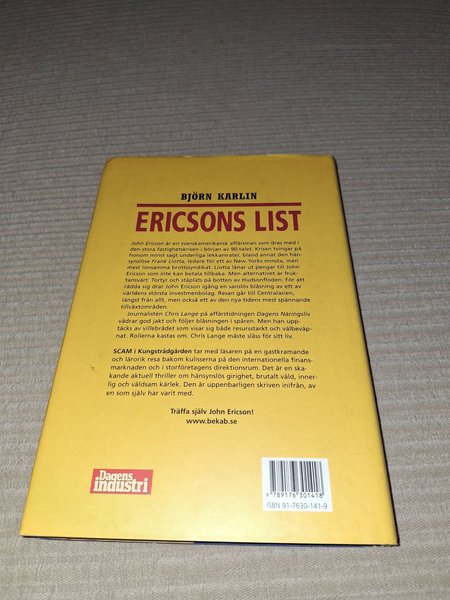 BJÖRN KARLIN
ERICSONS LIST
John Ericson är en svenskamerikansk affärsman som dras med i
den stora fastighetskrisen i början av 90-talet. Krisen tvingar på
honom minst sagt underliga lekkamrater, bland annat den hän-
synslöse Frank Liotta, ledare för ett av New Yorks minsta, men
mest lönsamma brottssyndikat. Liotta lånar ut pengar till John
Ericson som inte kan betala tillbaka. Men alternativet är fruk-
tansvärt: Tortyr och ståplats på botten av Hudsonfloden. För att
rädda sig drar John Ericson igång en sanslös blåsning av ett av
världens största investmentbolag. Resan går till Centralasien,
långst ifrån allt, men också ett av den nya tidens mest spännande
tillväxtområden.
Journalisten Chris Lange på affärstidningen Dagens Näringsliv
vädrar god jakt och följer blåsningen i spåren. Men han upp-
täcks av villebrådet som visar sig både resursstarkt och välbeväp-
nat. Rollerna kastas om. Chris Lange måste slåss för sitt liv.
SCAM i Kungsträdgården tar med läsaren på en gastkramande
och lärorik resa bakom kulisserna på den internationella finans-
marknaden och i storföretagens direktionsrum. Det är en ska-
kande aktuell thriller om hänsynslös girighet, brutalt våld, inner-
lig och våldsam kärlek. Den är uppenbarligen skriven inifrån, av
en som själv har varit med.
Träffa själv John Ericson!
www.bekab.se
Dagens
industri
9 789176 301418
ISBN 91-7630-141-9